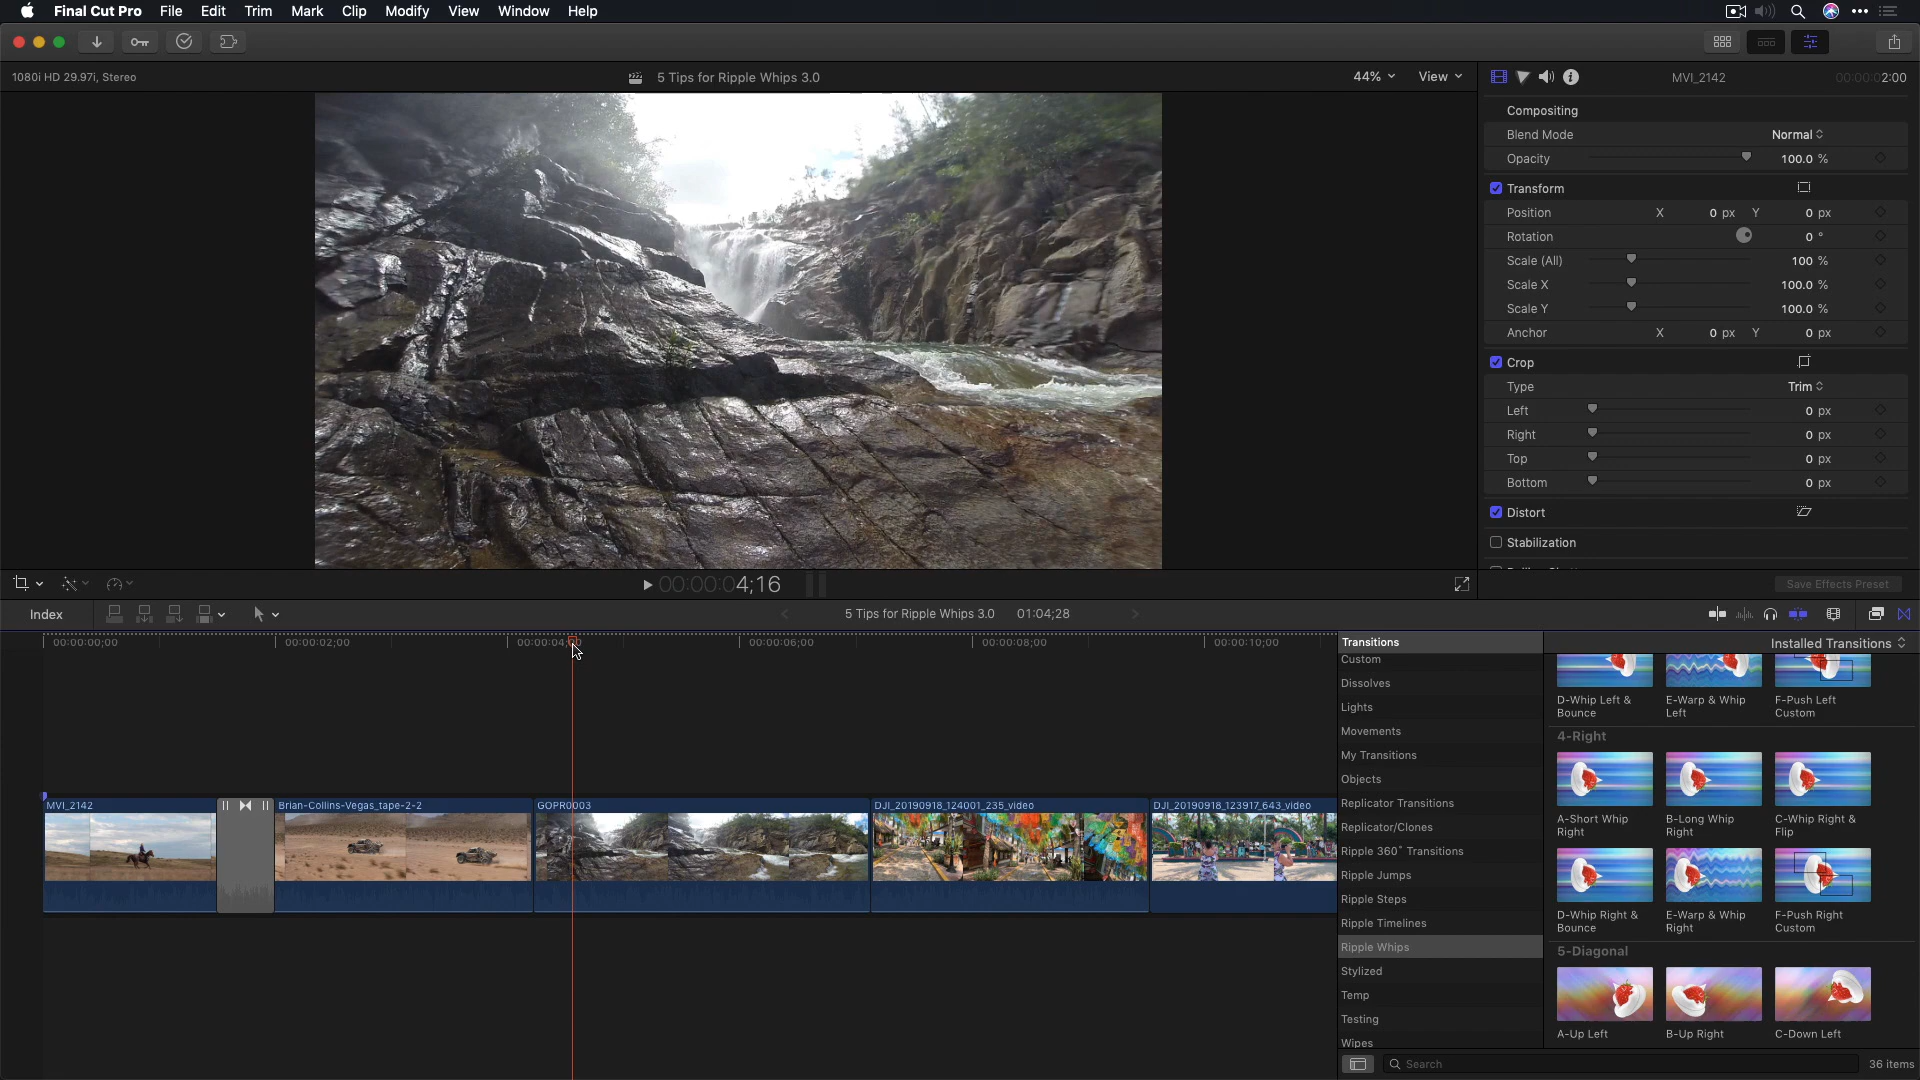 Final Cut Pro File Edit Trim Mark Clip Modify View Window Help
1080i HD 29.97i, Stereo
5 Tips for Ripple Whips 3.0
44%
View
MVI_2142
00:00:02:00
Compositing
Blend Mode Normal
Opacity 100.0 %
Transform
Position X 0 px Y 0 px
Rotation 0 °
Scale (All) 100 %
Scale X 100.0 %
Scale Y 100.0 %
Anchor X 0 px Y 0 px
Crop
Type Trim
Left 0 px
Right 0 px
Top 0 px
Bottom 0 px
Distort
Stabilization
Save Effects Preset
00:00:04;16
Index
5 Tips for Ripple Whips 3.0 01:04;28
00:00:00;00 00:00:02;00 00:00:06;00 00:00:08;00 00:00:10;00
MVI_2142
Brian-Collins-Vegas_tape-2-2
GOPR0003
DJI_20190918_124001_235_video
DJI_20190918_123917_643_video
Transitions
Custom
Dissolves
Lights
Movements
My Transitions
Objects
Replicator Transitions
Replicator/Clones
Ripple 360° Transitions
Ripple Jumps
Ripple Steps
Ripple Timelines
Ripple Whips
Stylized
Temp
Testing
Wipes
Installed Transitions
D-Whip Left &
Bounce
E-Warp & Whip
Left
F-Push Left
Custom
4-Right
A-Short Whip
Right
B-Long Whip
Right
C-Whip Right &
Flip
D-Whip Right &
Bounce
E-Warp & Whip
Right
F-Push Right
Custom
5-Diagonal
A-Up Left
B-Up Right
C-Down Left
Search
36 items